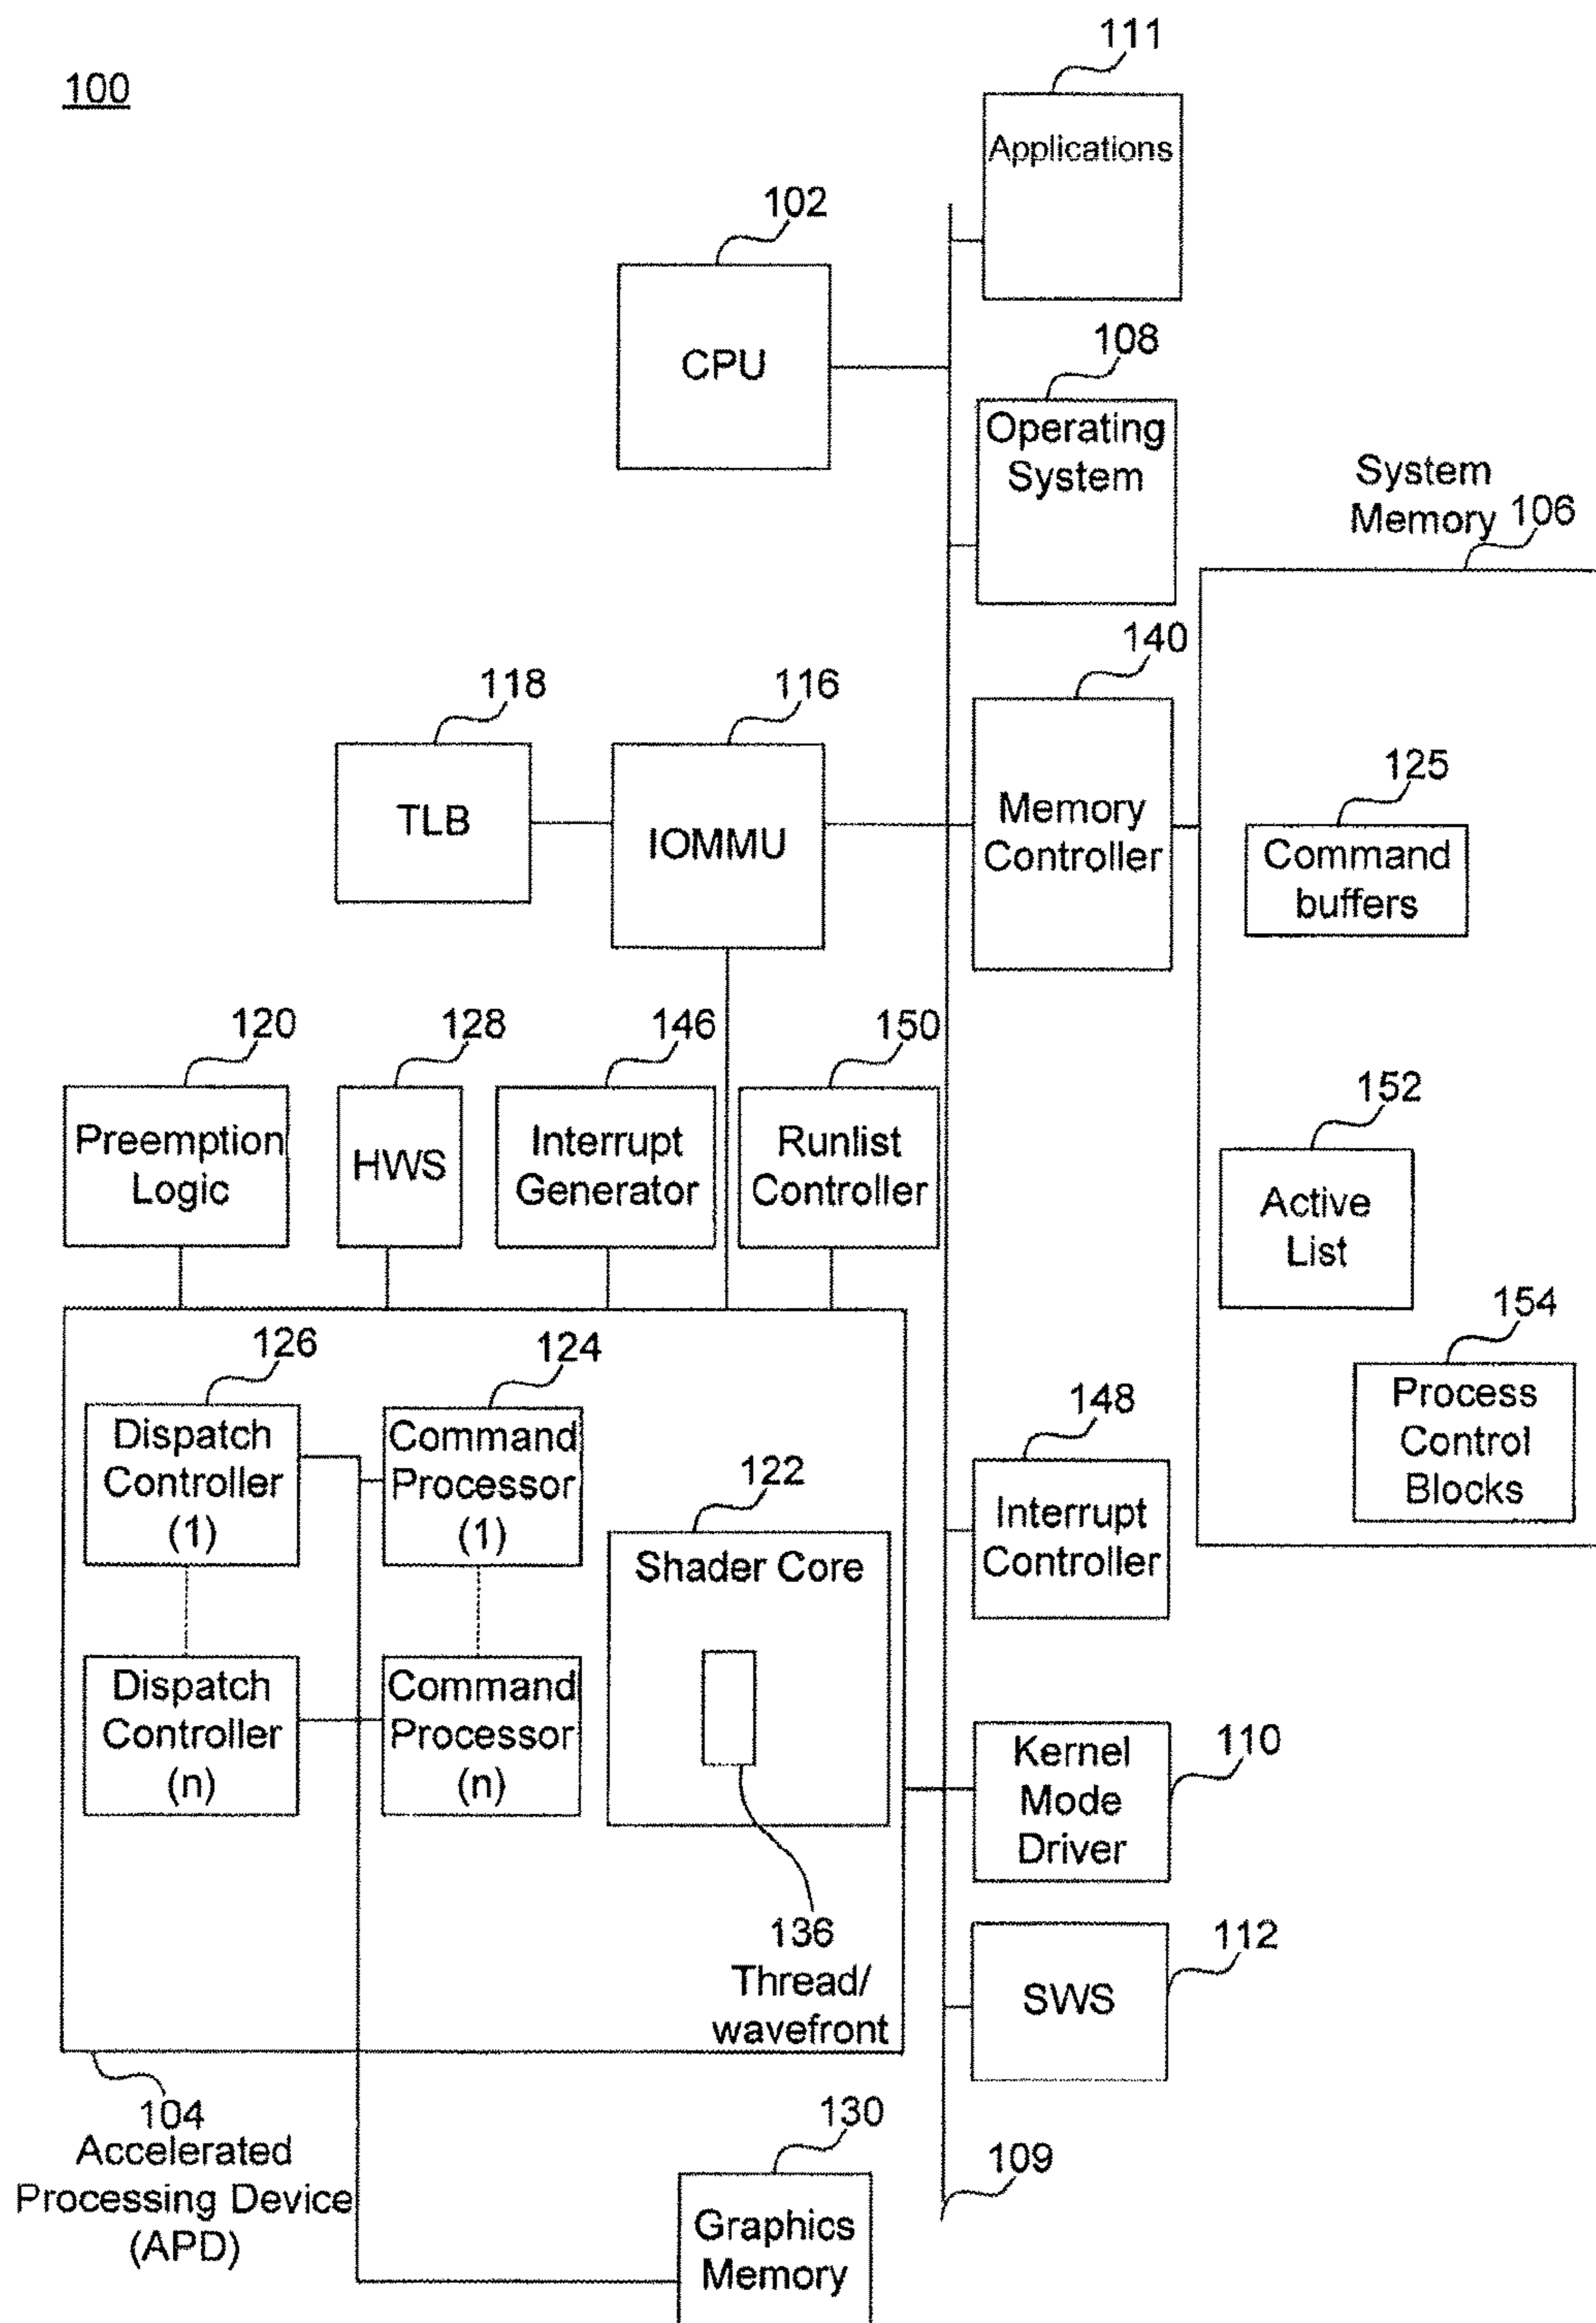 100
111
Applications
102
CPU
108
Operating
System
System
Memory 106
140
Memory
Controller
118
TLB
116
IOMMU
125
Command
buffers
120
Preemption
Logic
128
HWS
146
Interrupt
Generator
150
Runlist
Controller
152
Active
List
154
Process
Control
Blocks
126
Dispatch
Controller
(1)
124
Command
Processor
(1)
122
Shader Core
148
Interrupt
Controller
Dispatch
Controller
(n)
Command
Processor
(n)
136
Thread/
wavefront
Kernel
Mode
Driver
110
SWS
112
104
Accelerated
Processing Device
(APD)
130
Graphics
Memory
109